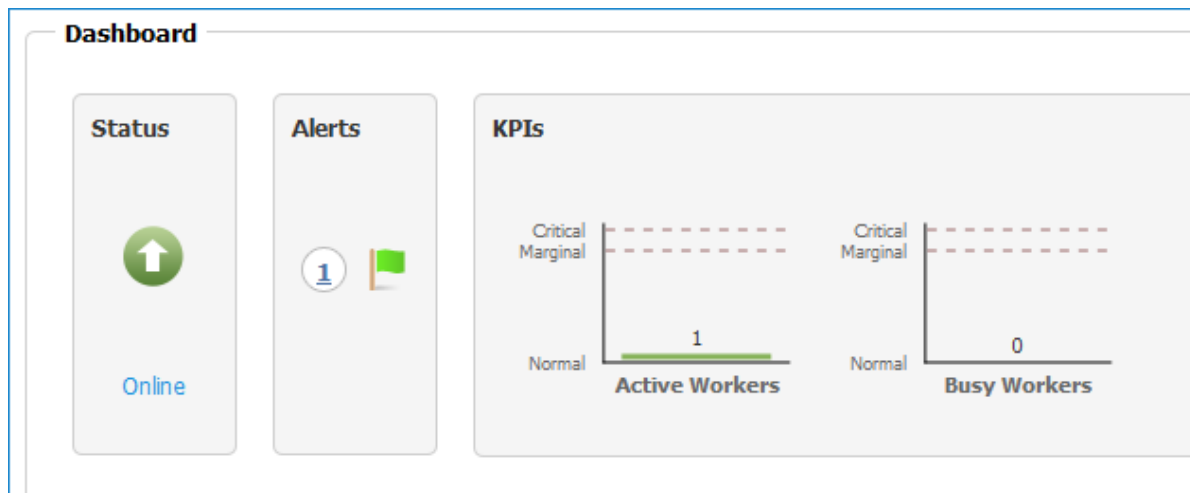 Dashboard
Status
Online
Alerts
1
KPIs
Critical
Marginal
1
Normal
Active Workers
Critical
Marginal
0
Normal
Busy Workers